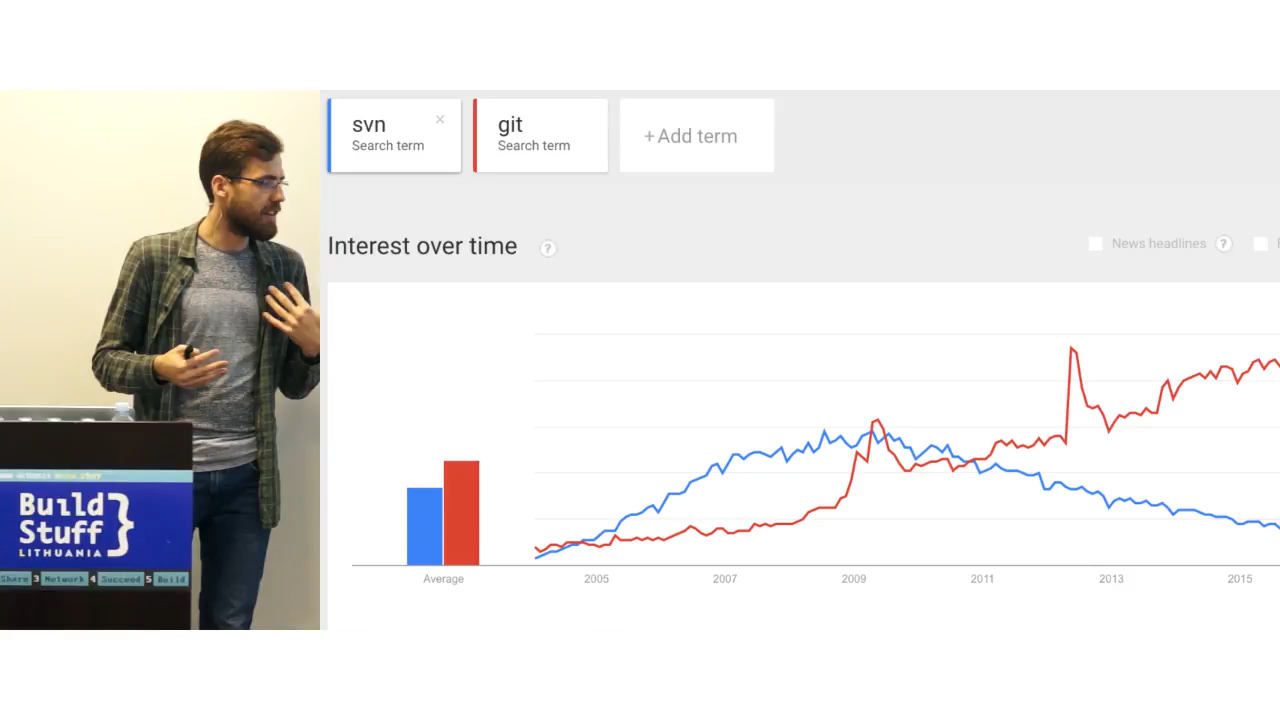 svn
×
Search term
git
Search term
+ Add term
Interest over time
?
News headlines
?
Average
2005
2007
2009
2011
2013
2015
Build
Stuff
LITHUANIA
Share 3 Network 4 Succeed 5 Build